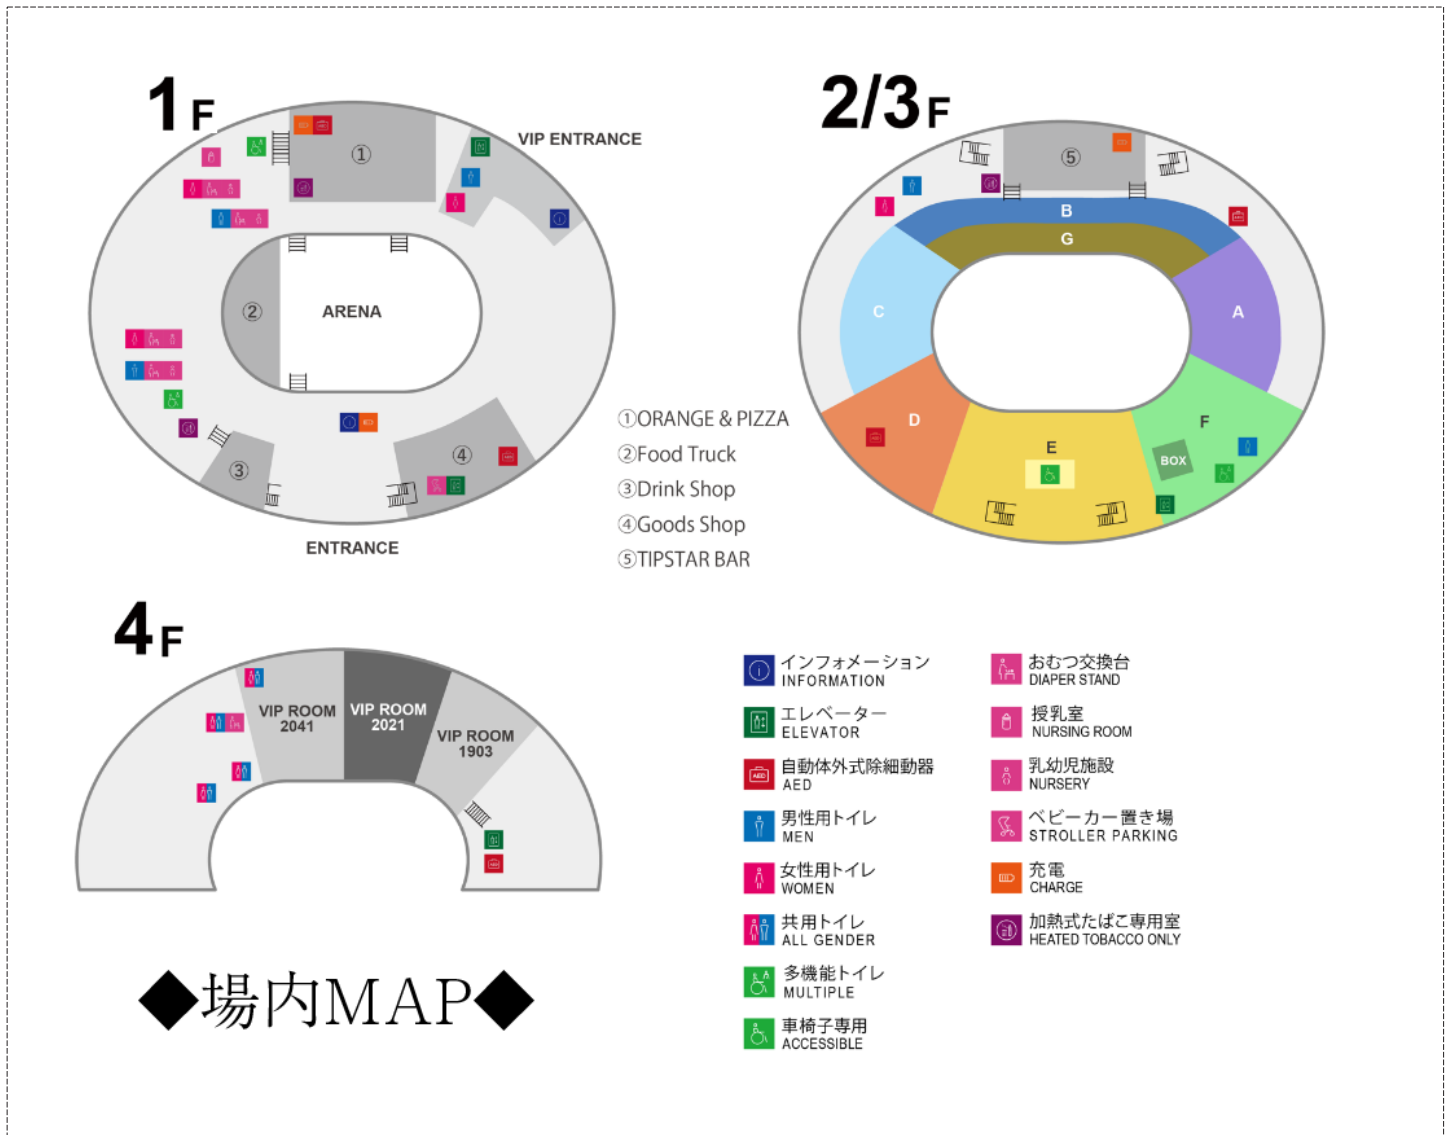 1F
VIP ENTRANCE
①
②
ARENA
③
④
ENTRANCE
2/3F
⑤
B
G
C
A
D
E
F
BOX
①ORANGE & PIZZA
②Food Truck
③Drink Shop
④Goods Shop
⑤TIPSTAR BAR
4F
VIP ROOM
2041
VIP ROOM
2021
VIP ROOM
1903
インフォメーション
INFORMATION
エレベーター
ELEVATOR
自動体外式除細動器
AED
AED
男性用トイレ
MEN
女性用トイレ
WOMEN
共用トイレ
ALL GENDER
多機能トイレ
MULTIPLE
車椅子専用
ACCESSIBLE
おむつ交換台
DIAPER STAND
授乳室
NURSING ROOM
乳幼児施設
NURSERY
ベビーカー置き場
STROLLER PARKING
充電
CHARGE
加熱式たばこ専用室
HEATED TOBACCO ONLY
◆場内MAP◆